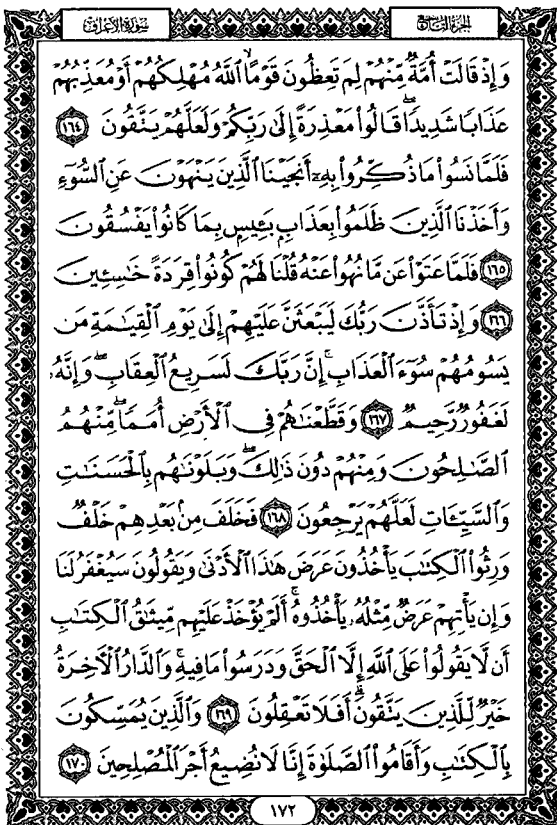 سورة الأعراف
الجزء التاسع
وَإِذْ قَالَتْ أُمَّةٌ مِّنْهُمْ لِمَ تَعِظُونَ قَوْمًا ۙ ٱللَّهُ مُهْلِكُهُمْ أَوْ مُعَذِّبُهُمْ
عَذَابًا شَدِيدًا ۖ قَالُوا۟ مَعْذِرَةً إِلَىٰ رَبِّكُمْ وَلَعَلَّهُمْ يَتَّقُونَ ١٦٤
فَلَمَّا نَسُوا۟ مَا ذُكِّرُوا۟ بِهِۦٓ أَنجَيْنَا ٱلَّذِينَ يَنْهَوْنَ عَنِ ٱلسُّوٓءِ
وَأَخَذْنَا ٱلَّذِينَ ظَلَمُوا۟ بِعَذَابٍۭ بَـِٔيسٍۭ بِمَا كَانُوا۟ يَفْسُقُونَ
١٦٥ فَلَمَّا عَتَوْا۟ عَن مَّا نُهُوا۟ عَنْهُ قُلْنَا لَهُمْ كُونُوا۟ قِرَدَةً خَـٰسِـِٔينَ
١٦٦ وَإِذْ تَأَذَّنَ رَبُّكَ لَيَبْعَثَنَّ عَلَيْهِمْ إِلَىٰ يَوْمِ ٱلْقِيَـٰمَةِ مَن
يَسُومُهُمْ سُوٓءَ ٱلْعَذَابِ ۗ إِنَّ رَبَّكَ لَسَرِيعُ ٱلْعِقَابِ ۖ وَإِنَّهُۥ
لَغَفُورٌ رَّحِيمٌ ١٦٧ وَقَطَّعْنَـٰهُمْ فِى ٱلْأَرْضِ أُمَمًا ۖ مِّنْهُمُ
ٱلصَّـٰلِحُونَ وَمِنْهُمْ دُونَ ذَٰلِكَ ۖ وَبَلَوْنَـٰهُم بِٱلْحَسَنَـٰتِ
وَٱلسَّيِّـَٔاتِ لَعَلَّهُمْ يَرْجِعُونَ ١٦٨ فَخَلَفَ مِنۢ بَعْدِهِمْ خَلْفٌ
وَرِثُوا۟ ٱلْكِتَـٰبَ يَأْخُذُونَ عَرَضَ هَـٰذَا ٱلْأَدْنَىٰ وَيَقُولُونَ سَيُغْفَرُ لَنَا
وَإِن يَأْتِهِمْ عَرَضٌ مِّثْلُهُۥ يَأْخُذُوهُ ۚ أَلَمْ يُؤْخَذْ عَلَيْهِم مِّيثَـٰقُ ٱلْكِتَـٰبِ
أَن لَّا يَقُولُوا۟ عَلَى ٱللَّهِ إِلَّا ٱلْحَقَّ وَدَرَسُوا۟ مَا فِيهِ ۗ وَٱلدَّارُ ٱلْـَٔاخِرَةُ
خَيْرٌ لِّلَّذِينَ يَتَّقُونَ ۗ أَفَلَا تَعْقِلُونَ ١٦٩ وَٱلَّذِينَ يُمَسِّكُونَ
بِٱلْكِتَـٰبِ وَأَقَامُوا۟ ٱلصَّلَوٰةَ إِنَّا لَا نُضِيعُ أَجْرَ ٱلْمُصْلِحِينَ ١٧٠
١٧٢